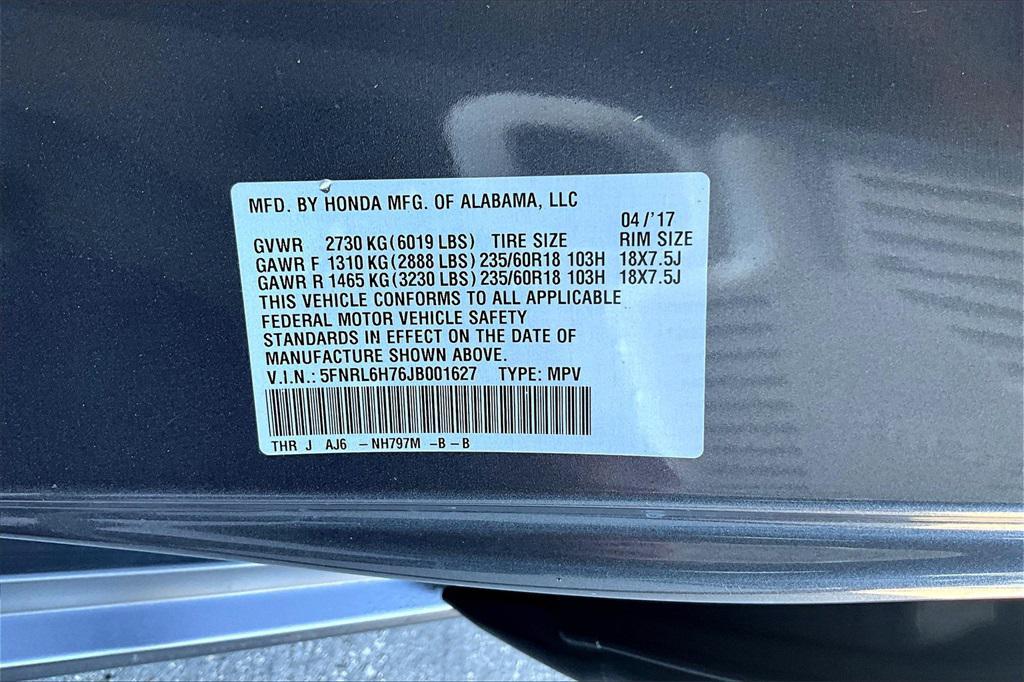 MFD. BY HONDA MFG. OF ALABAMA, LLC
04/'17
GVWR 2730 KG(6019 LBS) TIRE SIZE RIM SIZE
GAWR F 1310 KG(2888 LBS) 235/60R18 103H 18X7.5J
GAWR R 1465 KG(3230 LBS) 235/60R18 103H 18X7.5J
THIS VEHICLE CONFORMS TO ALL APPLICABLE
FEDERAL MOTOR VEHICLE SAFETY
STANDARDS IN EFFECT ON THE DATE OF
MANUFACTURE SHOWN ABOVE.
V.I.N.: 5FNRL6H76JB001627 TYPE: MPV
THR J AJ6 -NH797M -B-B